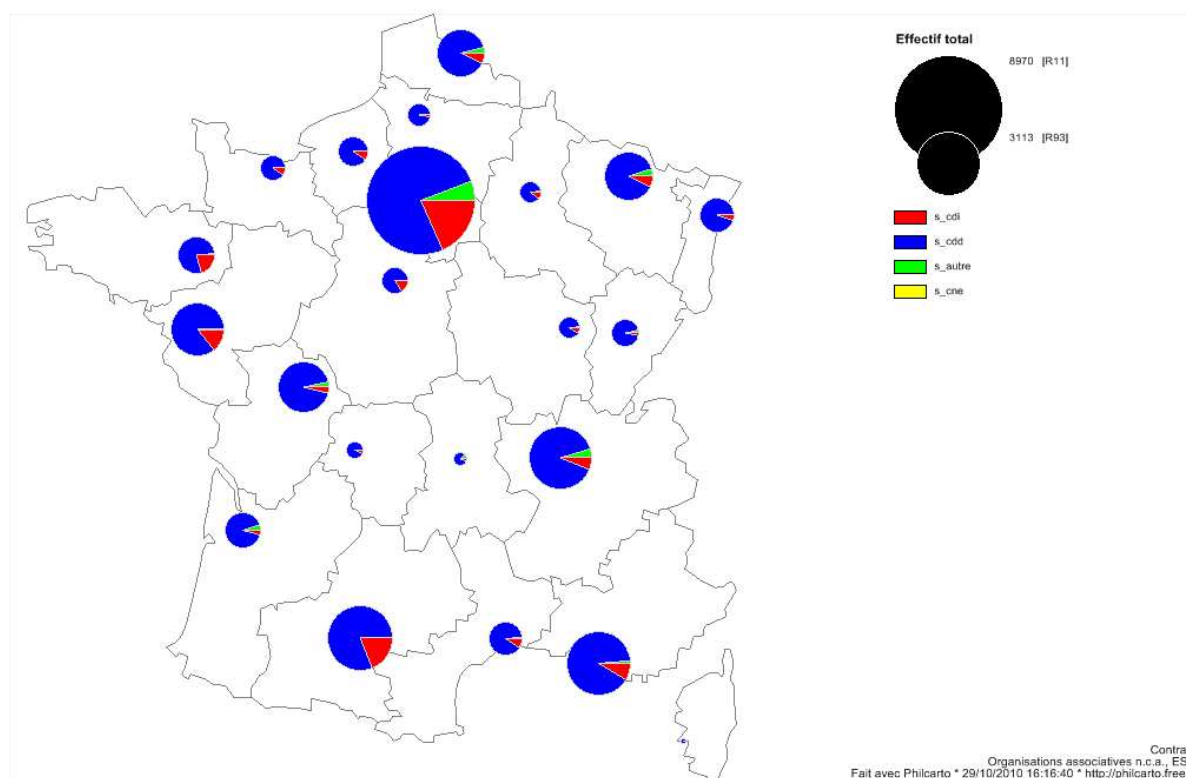 Effectif total
8970 [R11]
3113 [R93]
s_cdi
s_cdd
s_autre
s_cne
Contra
Organisations associatives n.c.a., ES
Fait avec Philcarto * 29/10/2010 16:16:40 * http://philcarto.free